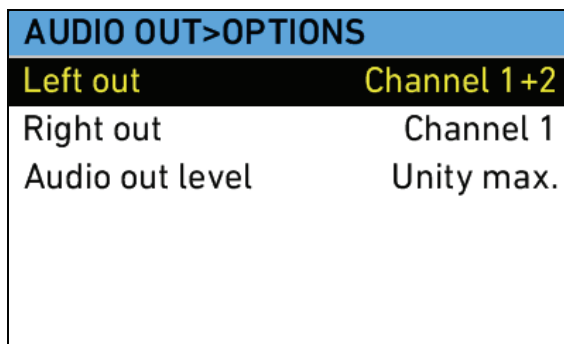 AUDIO OUT>OPTIONS
Left out Channel 1+2
Right out Channel 1
Audio out level Unity max.